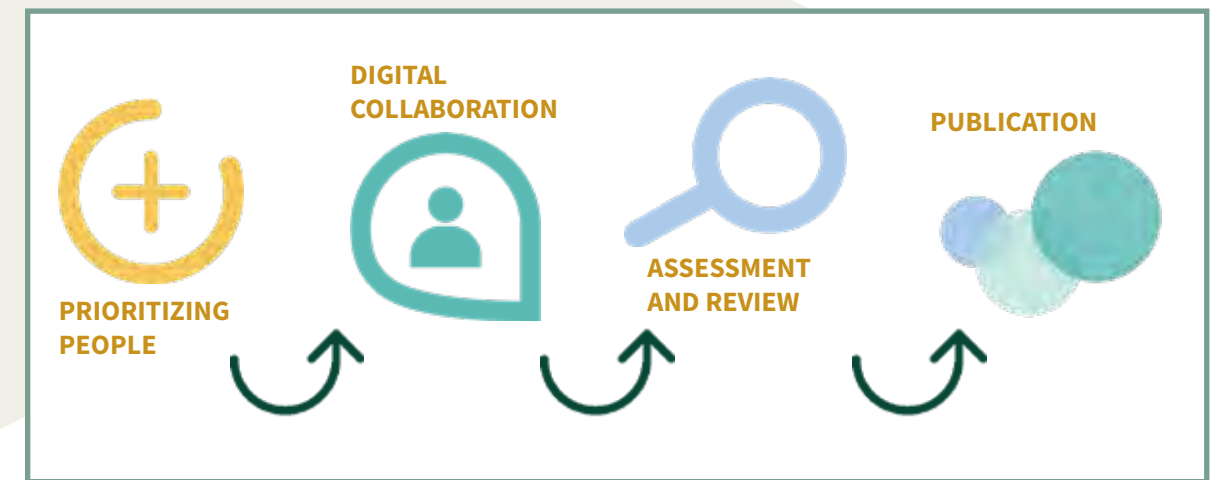 PRIORITIZING
PEOPLE
DIGITAL
COLLABORATION
ASSESSMENT
AND REVIEW
PUBLICATION